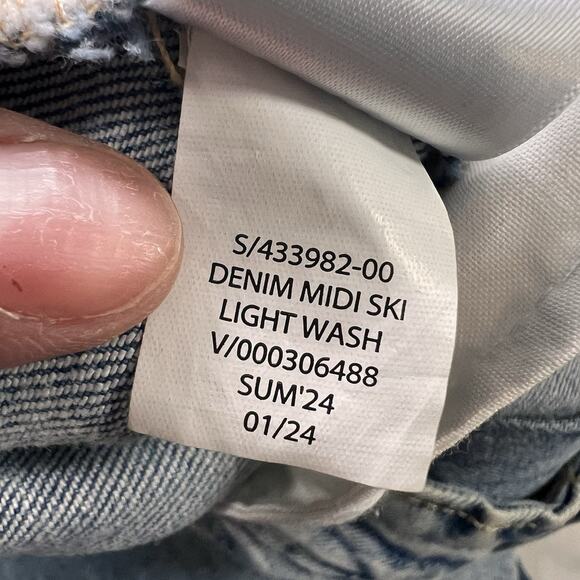 S/433982-00
DENIM MIDI SKI
LIGHT WASH
V/000306488
SUM'24
01/24